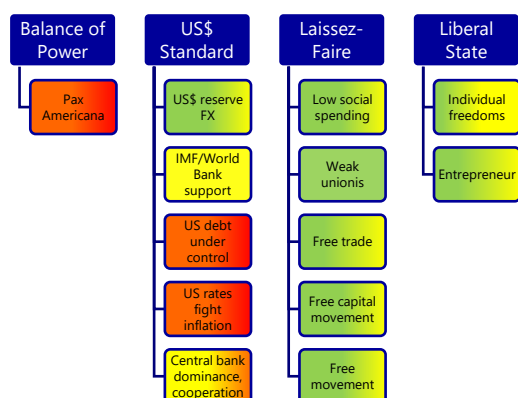 Balance of
Power
Pax
Americana
US$
Standard
US$ reserve
FX
IMF/World
Bank
support
US debt
under
control
US rates
fight
inflation
Central bank
dominance,
cooperation
Laissez-
Faire
Low social
spending
Weak
unionis
Free trade
Free capital
movement
Free
movement
Liberal
State
Individual
freedoms
Entrepreneur